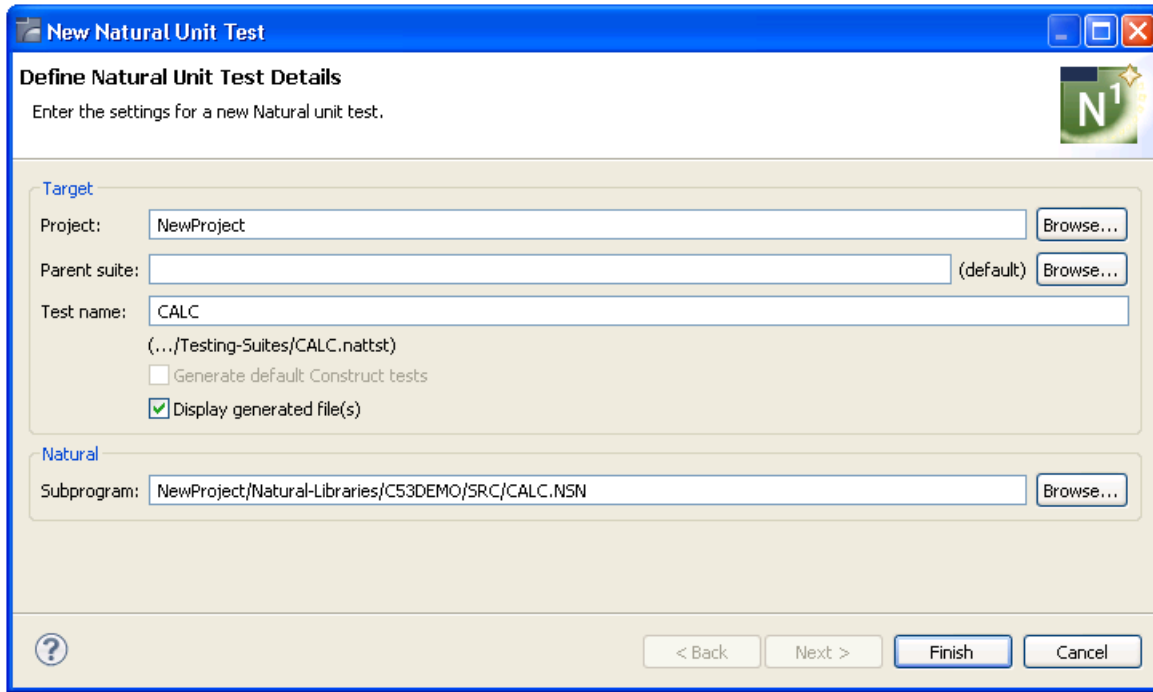 New Natural Unit Test
Define Natural Unit Test Details
Enter the settings for a new Natural unit test.
N1
Target
Project: NewProject Browse...
Parent suite: (default) Browse...
Test name: CALC
(.../Testing-Suites/CALC.nattst)
Generate default Construct tests
Display generated file(s)
Natural
Subprogram: NewProject/Natural-Libraries/C53DEMO/SRC/CALC.NSN Browse...
? < Back Next > Finish Cancel